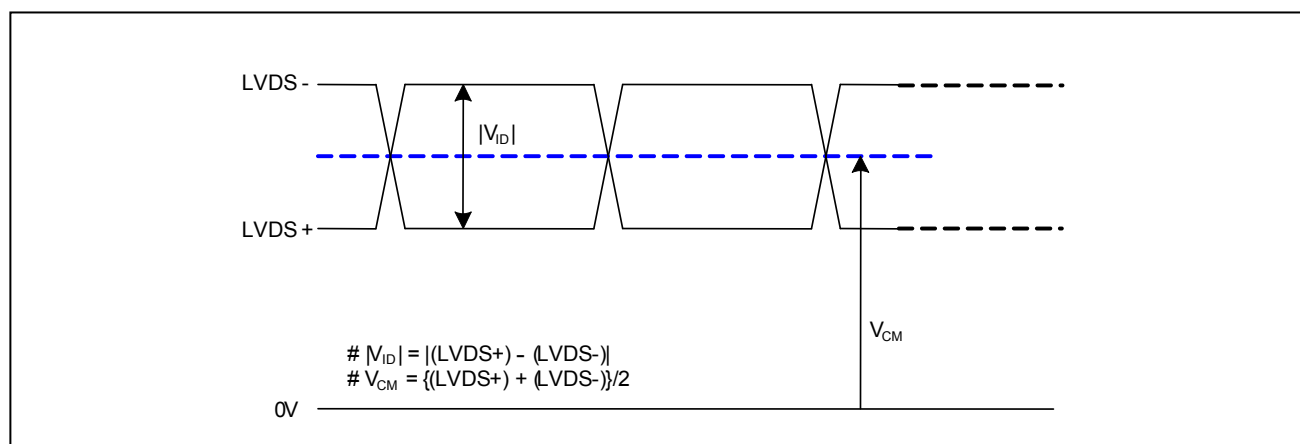 LVDS -
|VID|
LVDS +
VCM
# |VID| = |(LVDS+) - (LVDS-)|
# VCM = {(LVDS+) + (LVDS-)}/2
0V